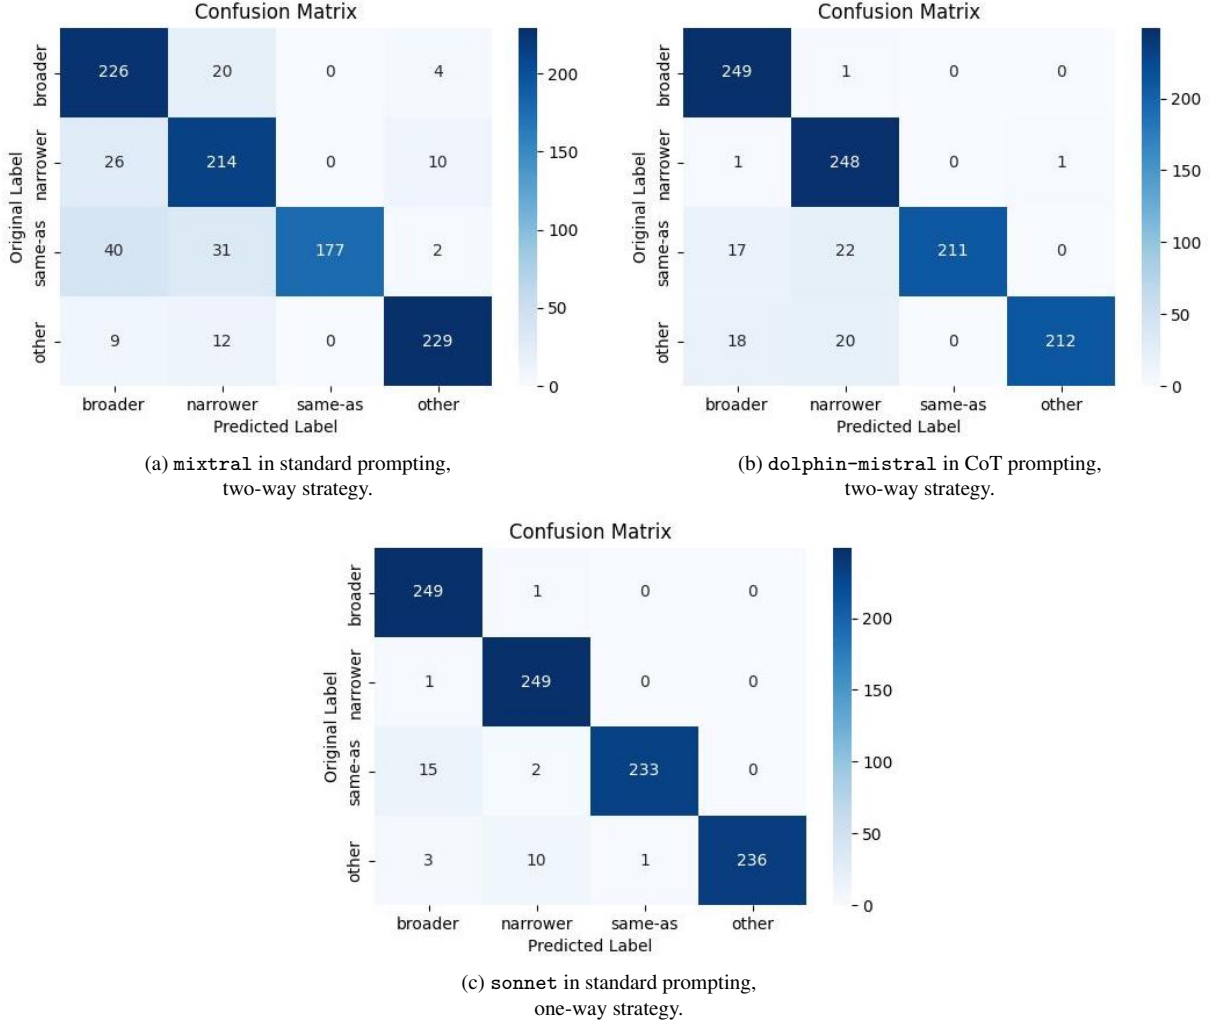 Confusion Matrix
broader 226 20 0 4
narrower 26 214 0 10
same-as 40 31 177 2
other 9 12 0 229
Original Label
broader narrower same-as other
Predicted Label
200
150
100
50
0
(a) mixtral in standard prompting,
two-way strategy.
Confusion Matrix
broader 249 1 0 0
narrower 1 248 0 1
same-as 17 22 211 0
other 18 20 0 212
Original Label
broader narrower same-as other
Predicted Label
200
150
100
50
0
(b) dolphin-mistral in CoT prompting,
two-way strategy.
Confusion Matrix
broader 249 1 0 0
narrower 1 249 0 0
same-as 15 2 233 0
other 3 10 1 236
Original Label
broader narrower same-as other
Predicted Label
200
150
100
50
0
(c) sonnet in standard prompting,
one-way strategy.